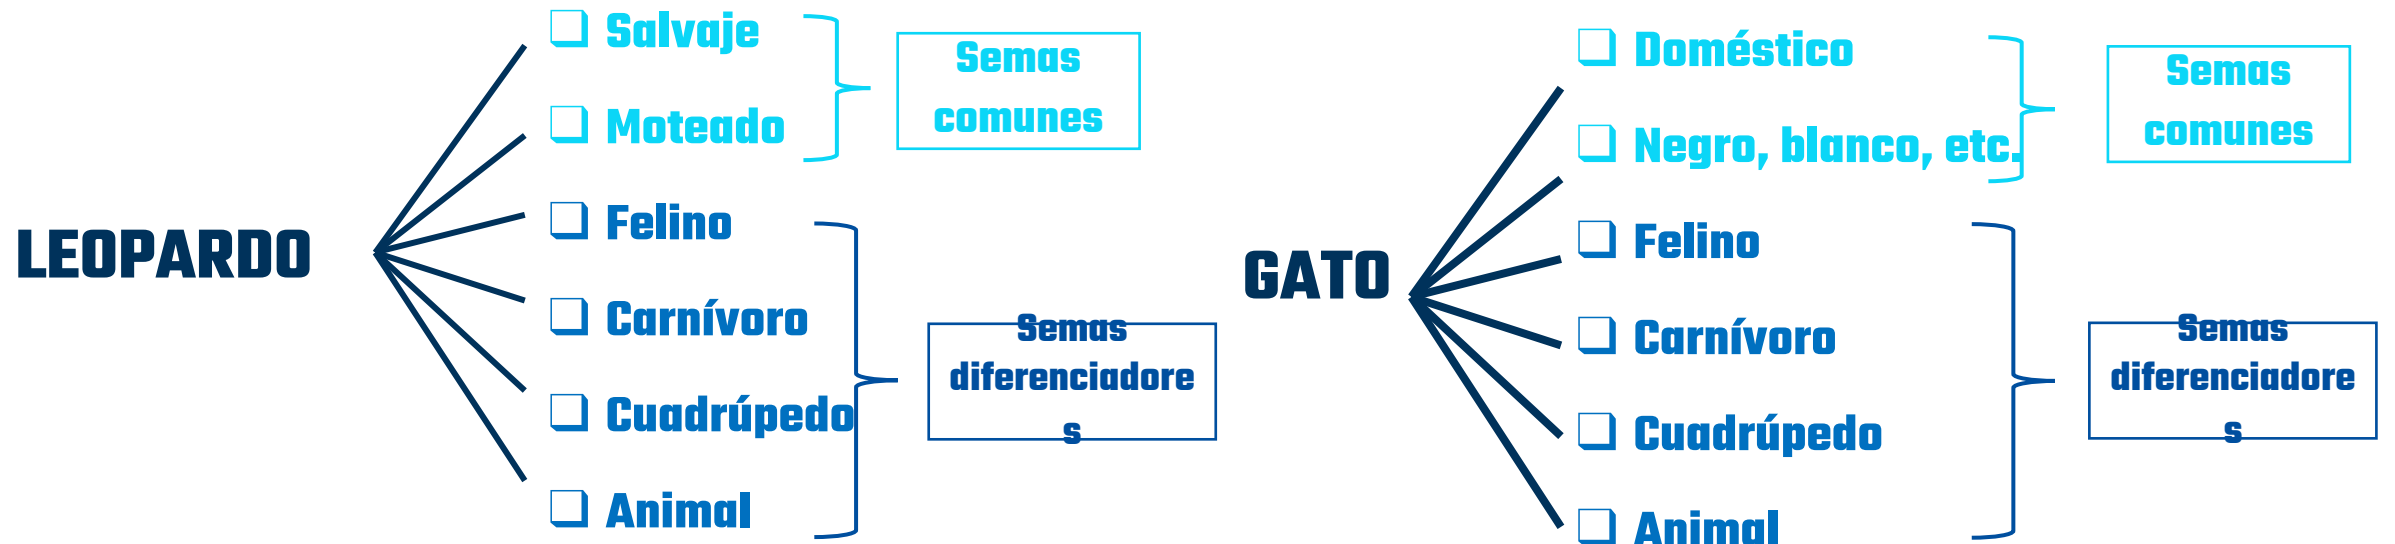 LEOPARDO
Salvaje
Moteado
Felino
Carnívoro
Cuadrúpedo
Animal
Semas
comunes
Semas
diferenciadore
s
GATO
Doméstico
Negro, blanco, etc.
Felino
Carnívoro
Cuadrúpedo
Animal
Semas
comunes
Semas
diferenciadore
s